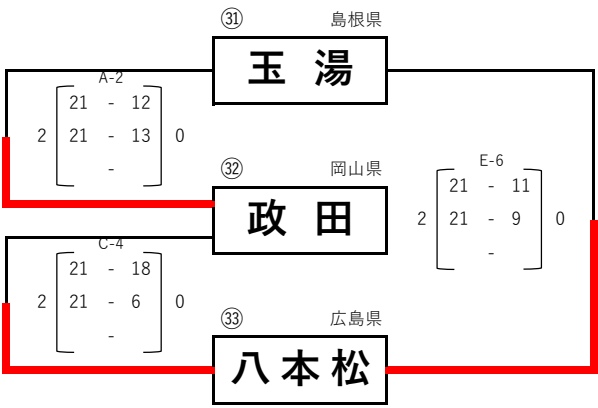 ㉛ 島根県
玉 湯
A-2
21 - 12
2 21 - 13 0
-
㉜ 岡山県
政 田
E-6
21 - 11
2 21 - 9 0
-
C-4
21 - 18
2 21 - 6 0
-
㉝ 広島県
八本松